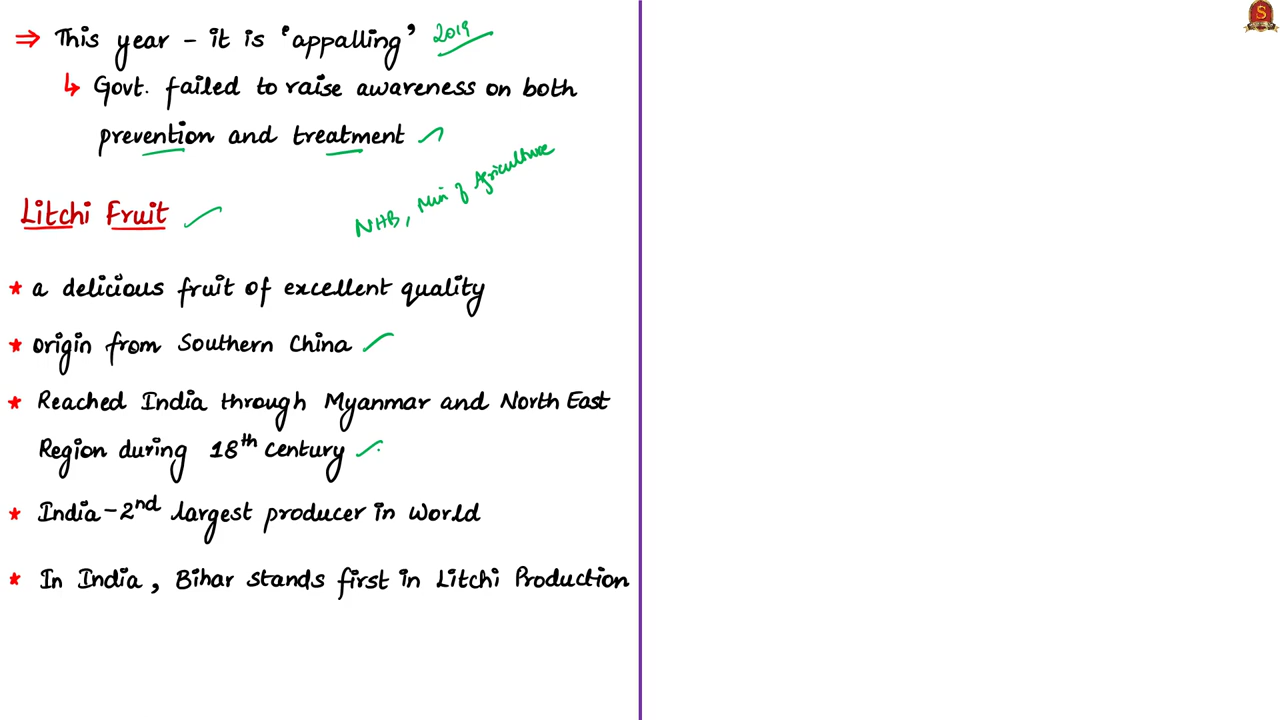 ⇒ This year - it is 'appalling' 2019
↳ Govt. failed to raise awareness on both
prevention and treatment
NHB, Min of Agriculture
Litchi Fruit
* a delicious fruit of excellent quality
* origin from Southern China
* Reached India through Myanmar and North East
Region during 18th century
* India-2nd largest producer in World
* In India, Bihar stands first in Litchi Production
S